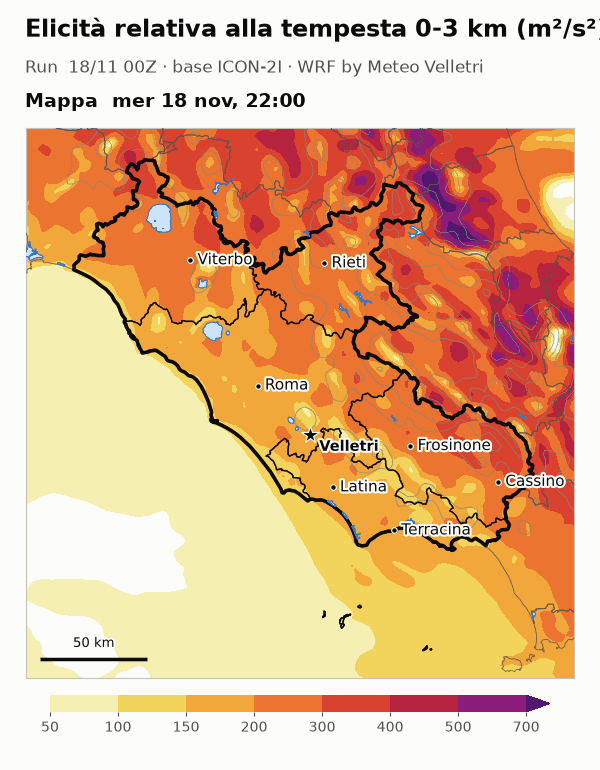 Elicità relativa alla tempesta 0-3 km (m²/s²)
Run 18/11 00Z · base ICON-2I · WRF by Meteo Velletri
Mappa mer 18 nov, 22:00
Viterbo
Rieti
Roma
Velletri
Frosinone
Latina
Cassino
Terracina
50 km
50 100 150 200 300 400 500 700